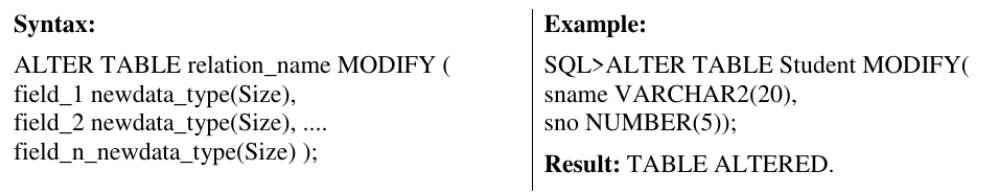 Syntax:
ALTER TABLE relation_name MODIFY (
field_1 newdata_type(Size),
field_2 newdata_type(Size), ....
field_n_newdata_type(Size) );
Example:
SQL>ALTER TABLE Student MODIFY(
sname VARCHAR2(20),
sno NUMBER(5));
Result: TABLE ALTERED.